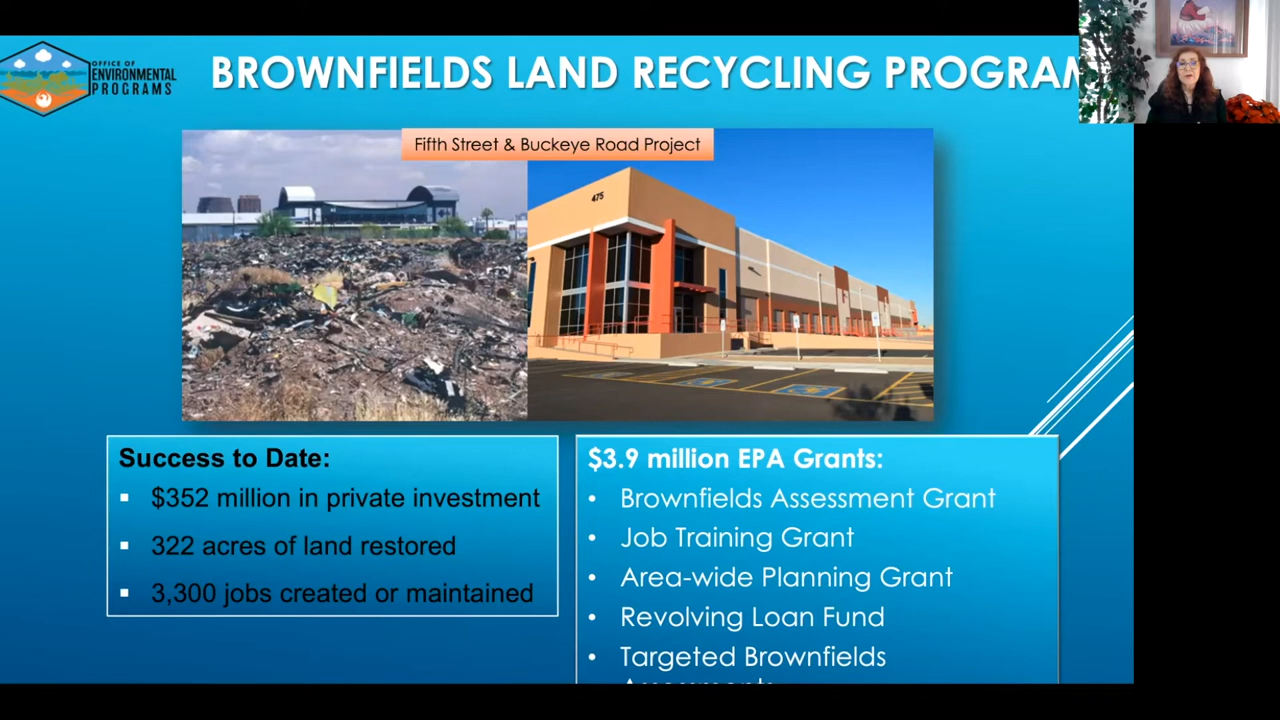 OFFICE OF
ENVIRONMENTAL
PROGRAMS
BROWNFIELDS LAND RECYCLING PROGRAM
Fifth Street & Buckeye Road Project
475
Success to Date:
▪ $352 million in private investment
▪ 322 acres of land restored
▪ 3,300 jobs created or maintained
$3.9 million EPA Grants:
• Brownfields Assessment Grant
• Job Training Grant
• Area-wide Planning Grant
• Revolving Loan Fund
• Targeted Brownfields